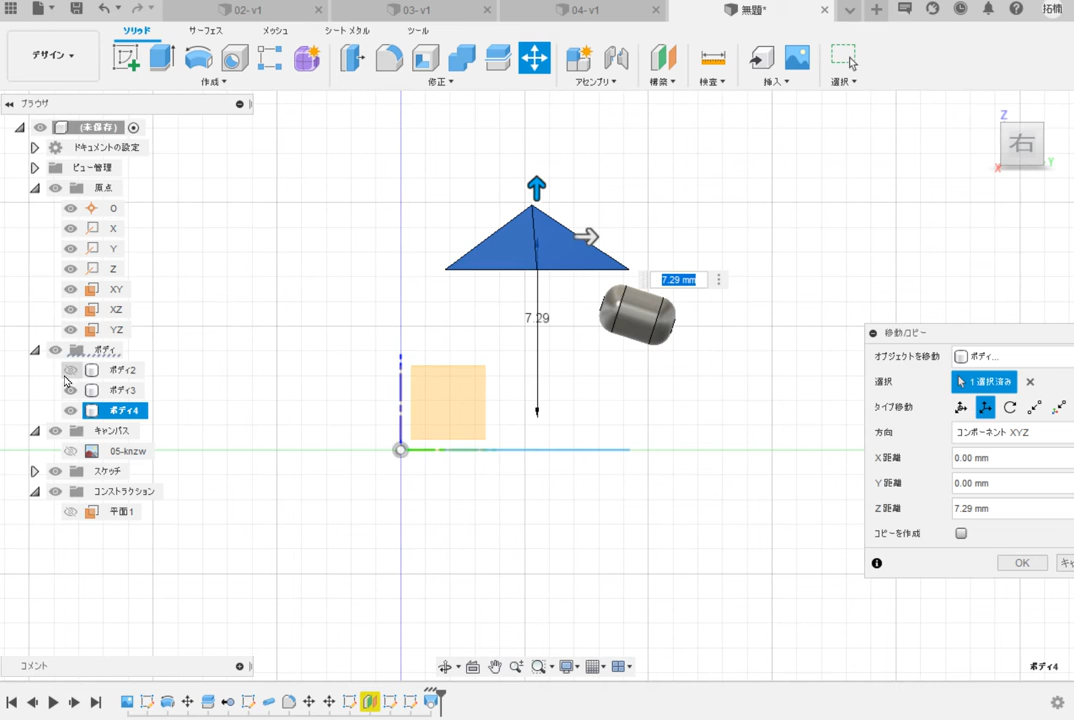 02- v1
03- v1
04- v1
無題*
拓楠
ソリッド
サーフェス
メッシュ
シート メタル
ツール
デザイン
作成
修正
アセンブリ
構築
検査
挿入
選択
ブラウザ
(未保存)
ドキュメントの設定
ビュー管理
原点
O
X
Y
Z
XY
XZ
YZ
ボディ
ボディ2
ボディ3
ボディ4
キャンバス
05-knzw
スケッチ
コンストラクション
平面1
Z
右
X
Y
7.29 mm
7.29
移動/コピー
オブジェクトを移動 ボディ...
選択 1 選択済み
タイプ移動
方向 コンポーネント XYZ
X 距離 0.00 mm
Y 距離 0.00 mm
Z 距離 7.29 mm
コピーを作成
OK キャ
コメント
ボディ4